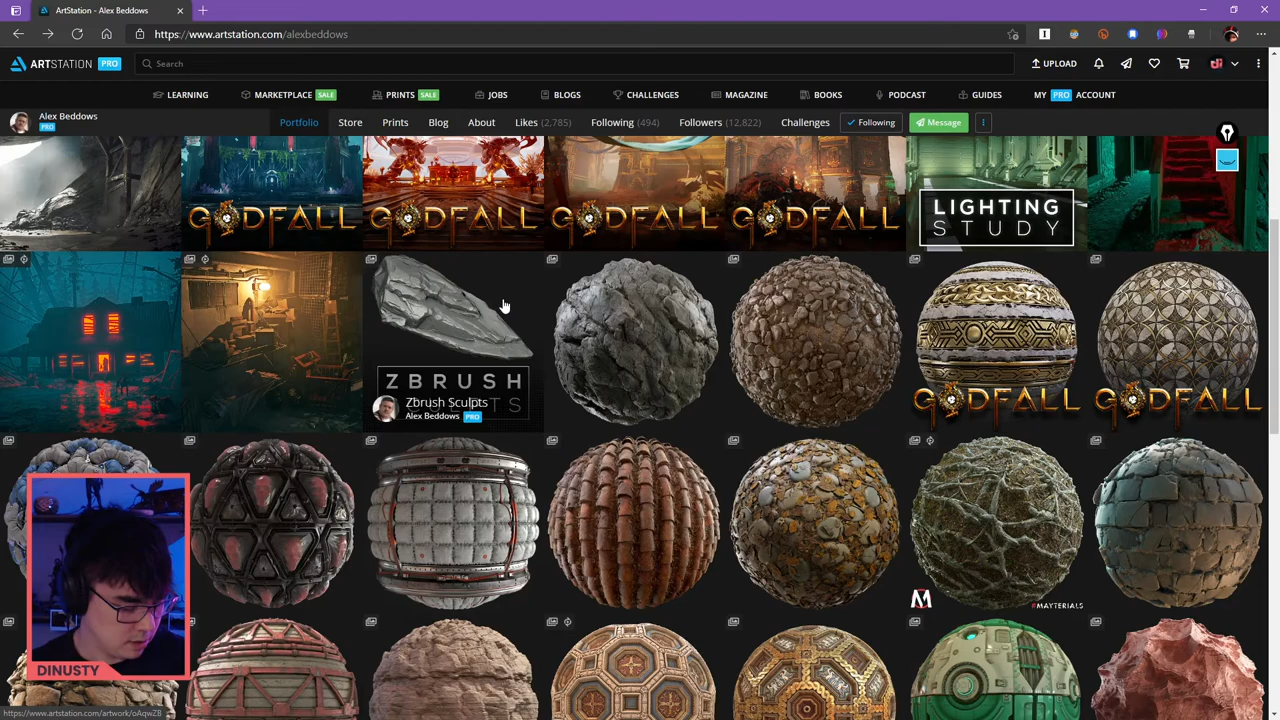 ArtStation - Alex Beddows
https://www.artstation.com/alexbeddows
ARTSTATION PRO
Search
UPLOAD
LEARNING
MARKETPLACE SALE
PRINTS SALE
JOBS
BLOGS
CHALLENGES
MAGAZINE
BOOKS
PODCAST
GUIDES
MY PRO ACCOUNT
Alex Beddows
PRO
Portfolio
Store
Prints
Blog
About
Likes (2,785)
Following (494)
Followers (12,822)
Challenges
Following
Message
GODFALL
GODFALL
GODFALL
GODFALL
LIGHTING
STUDY
ZBRUSH
Zbrush Sculpts
Alex Beddows PRO
GODFALL
GODFALL
#MAYTERIALS
DINUSTY
https://www.artstation.com/artwork/oAqwZB